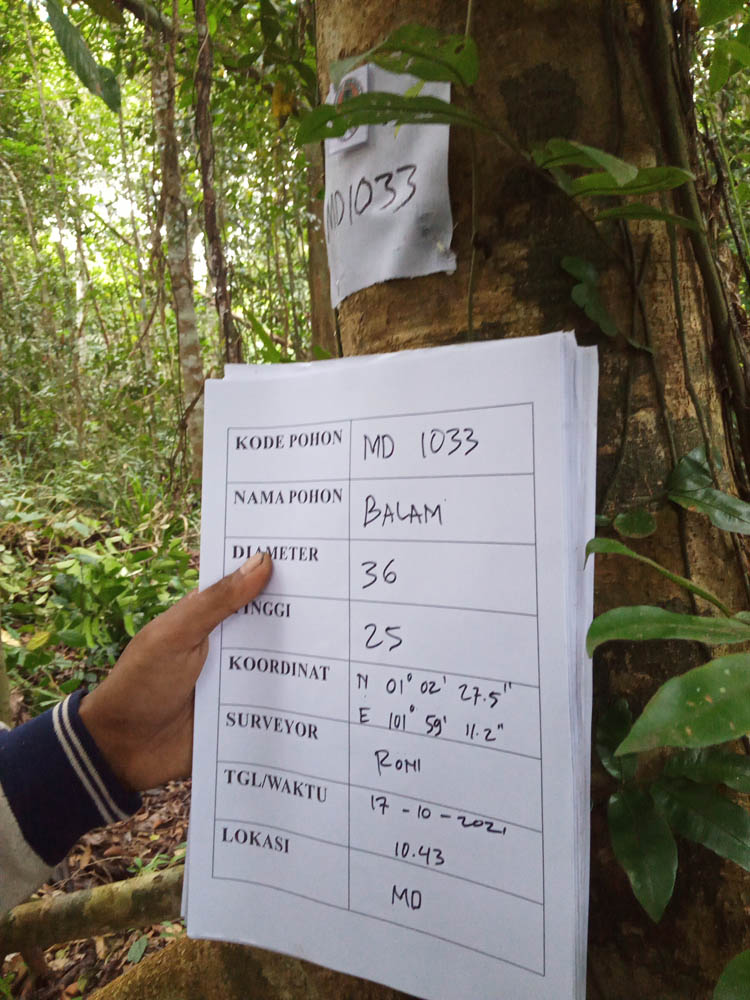 MD1033
KODE POHON MD 1033
NAMA POHON BALAM
DIAMETER 36
TINGGI 25
KOORDINAT N 01° 02' 27.5"
E 101° 59' 11.2"
SURVEYOR ROMI
TGL/WAKTU 17-10-2021
10.43
LOKASI MD